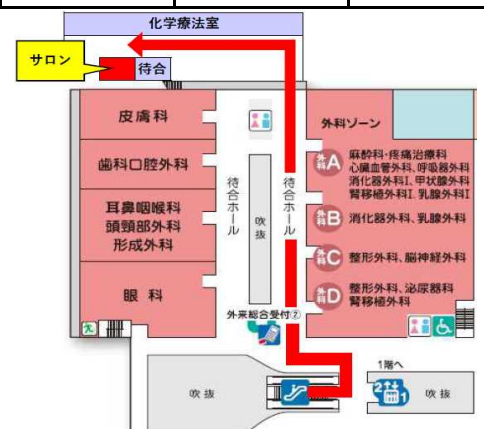 化学療法室
サロン
待合
皮膚科
歯科口腔外科
耳鼻咽喉科
頭頸部外科
形成外科
眼科
待合ホール
吹抜
待合ホール
外科ゾーン
外科A
麻酔科・疼痛治療科
心臓血管外科、呼吸器外科
消化器外科I、甲状腺外科
腎移植外科I、乳腺外科I
外科B
消化器外科、乳腺外科
外科C
整形外科、脳神経外科
外科D
整形外科、泌尿器科
腎移植外科
外来総合受付②
吹抜
1階へ
2
1
吹抜